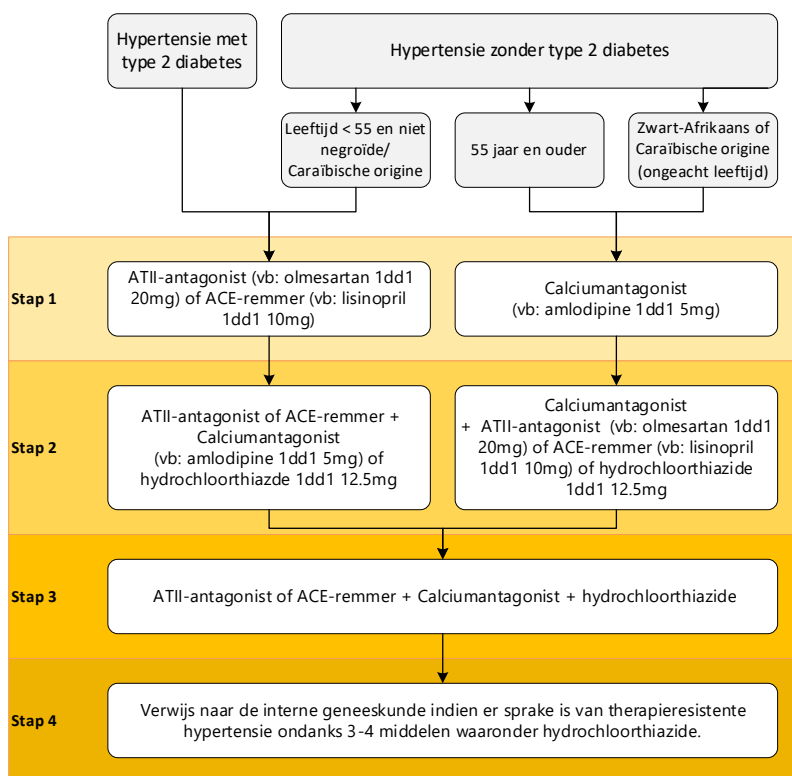 Hypertensie met
type 2 diabetes
Hypertensie zonder type 2 diabetes
Leeftijd < 55 en niet
negroïde/
Caraïbische origine
55 jaar en ouder
Zwart-Afrikaans of
Caraïbische origine
(ongeacht leeftijd)
Stap 1
ATII-antagonist (vb: olmesartan 1dd1
20mg) of ACE-remmer (vb: lisinopril
1dd1 10mg)
Calciumantagonist
(vb: amlodipine 1dd1 5mg)
Stap 2
ATII-antagonist of ACE-remmer +
Calciumantagonist
(vb: amlodipine 1dd1 5mg) of
hydrochloorthiazde 1dd1 12.5mg
Calciumantagonist
+ ATII-antagonist (vb: olmesartan 1dd1
20mg) of ACE-remmer (vb: lisinopril
1dd1 10mg) of hydrochloorthiazide
1dd1 12.5mg
Stap 3
ATII-antagonist of ACE-remmer + Calciumantagonist + hydrochloorthiazide
Stap 4
Verwijs naar de interne geneeskunde indien er sprake is van therapieresistente
hypertensie ondanks 3-4 middelen waaronder hydrochloorthiazide.